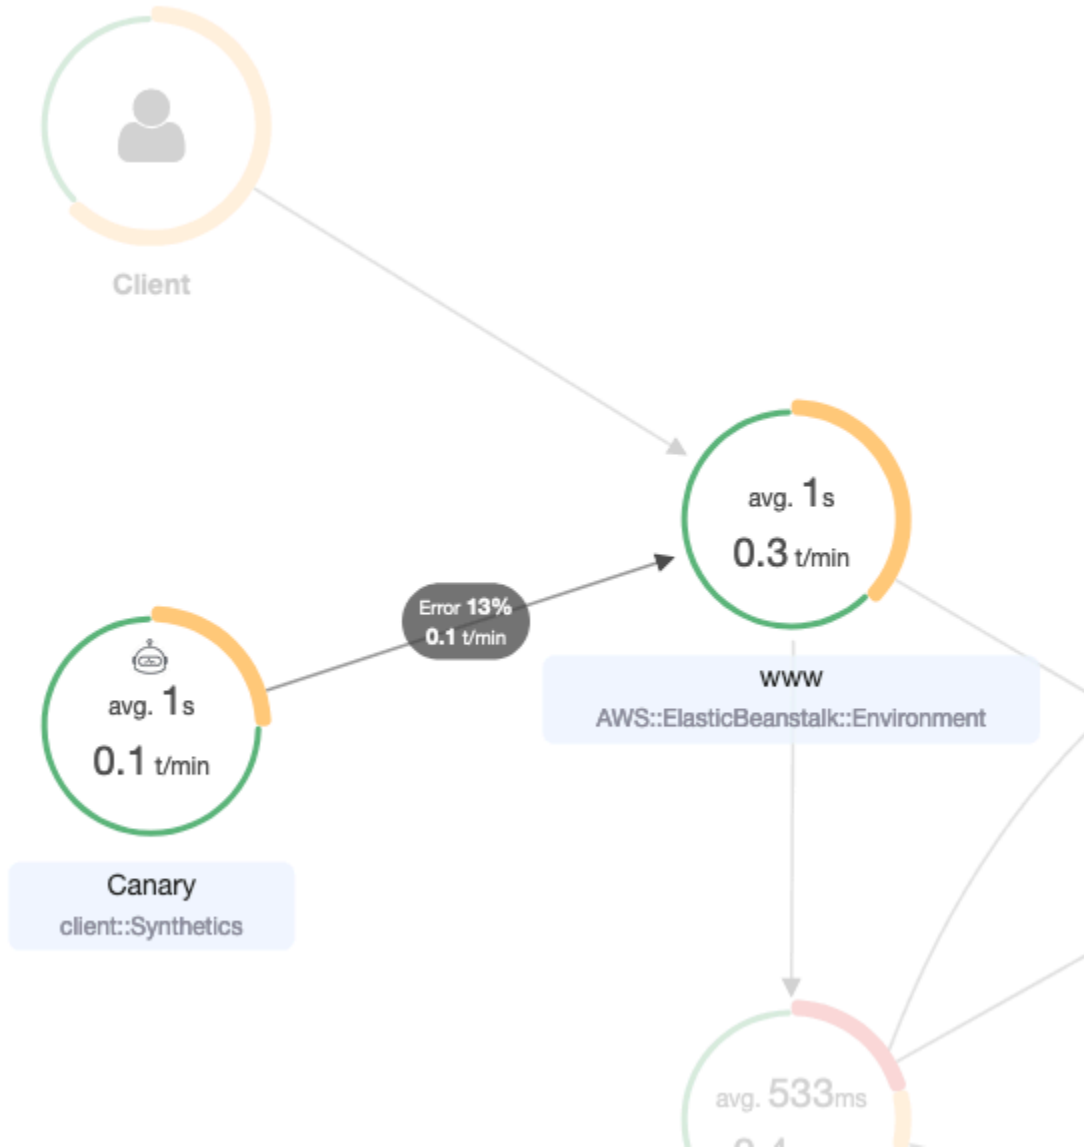 Client
avg. 1s
0.3 t/min
Error 13%
0.1 t/min
www
AWS::ElasticBeanstalk::Environment
avg. 1s
0.1 t/min
Canary
client::Synthetics
avg. 533ms